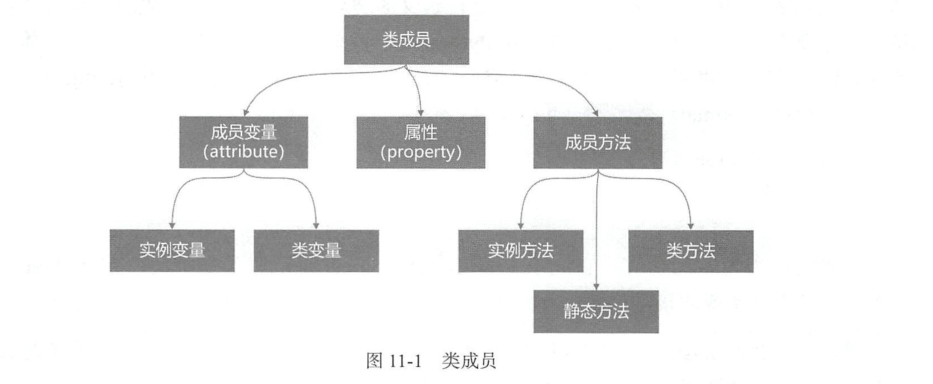 类成员
成员变量
(attribute)
属性
(property)
成员方法
实例变量
类变量
实例方法
类方法
静态方法
图 11-1 类成员